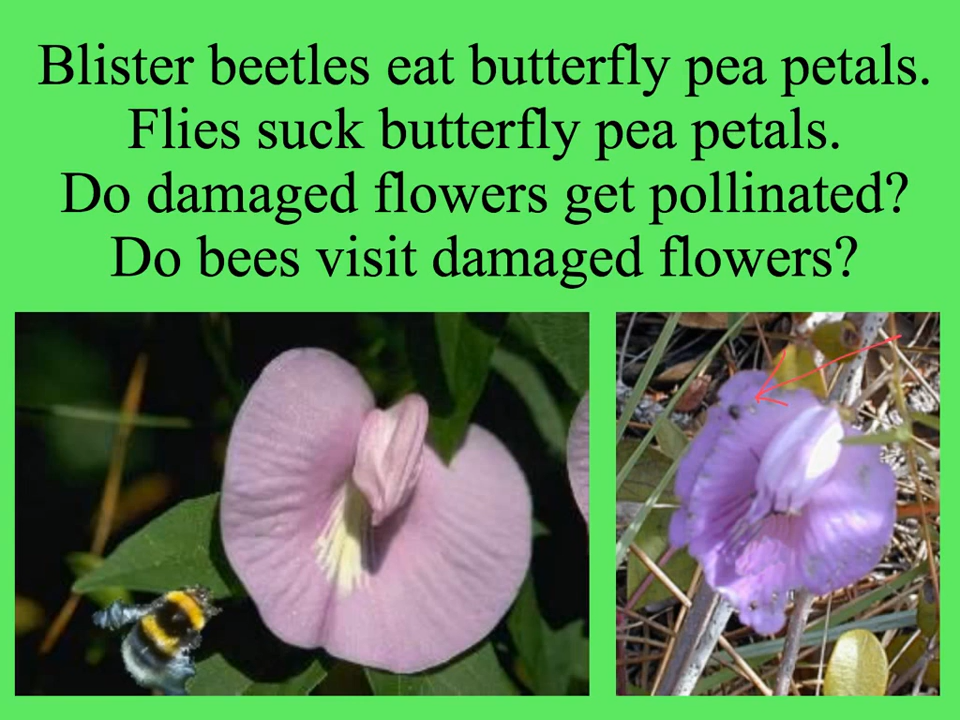 Blister beetles eat butterfly pea petals.
Flies suck butterfly pea petals.
Do damaged flowers get pollinated?
Do bees visit damaged flowers?